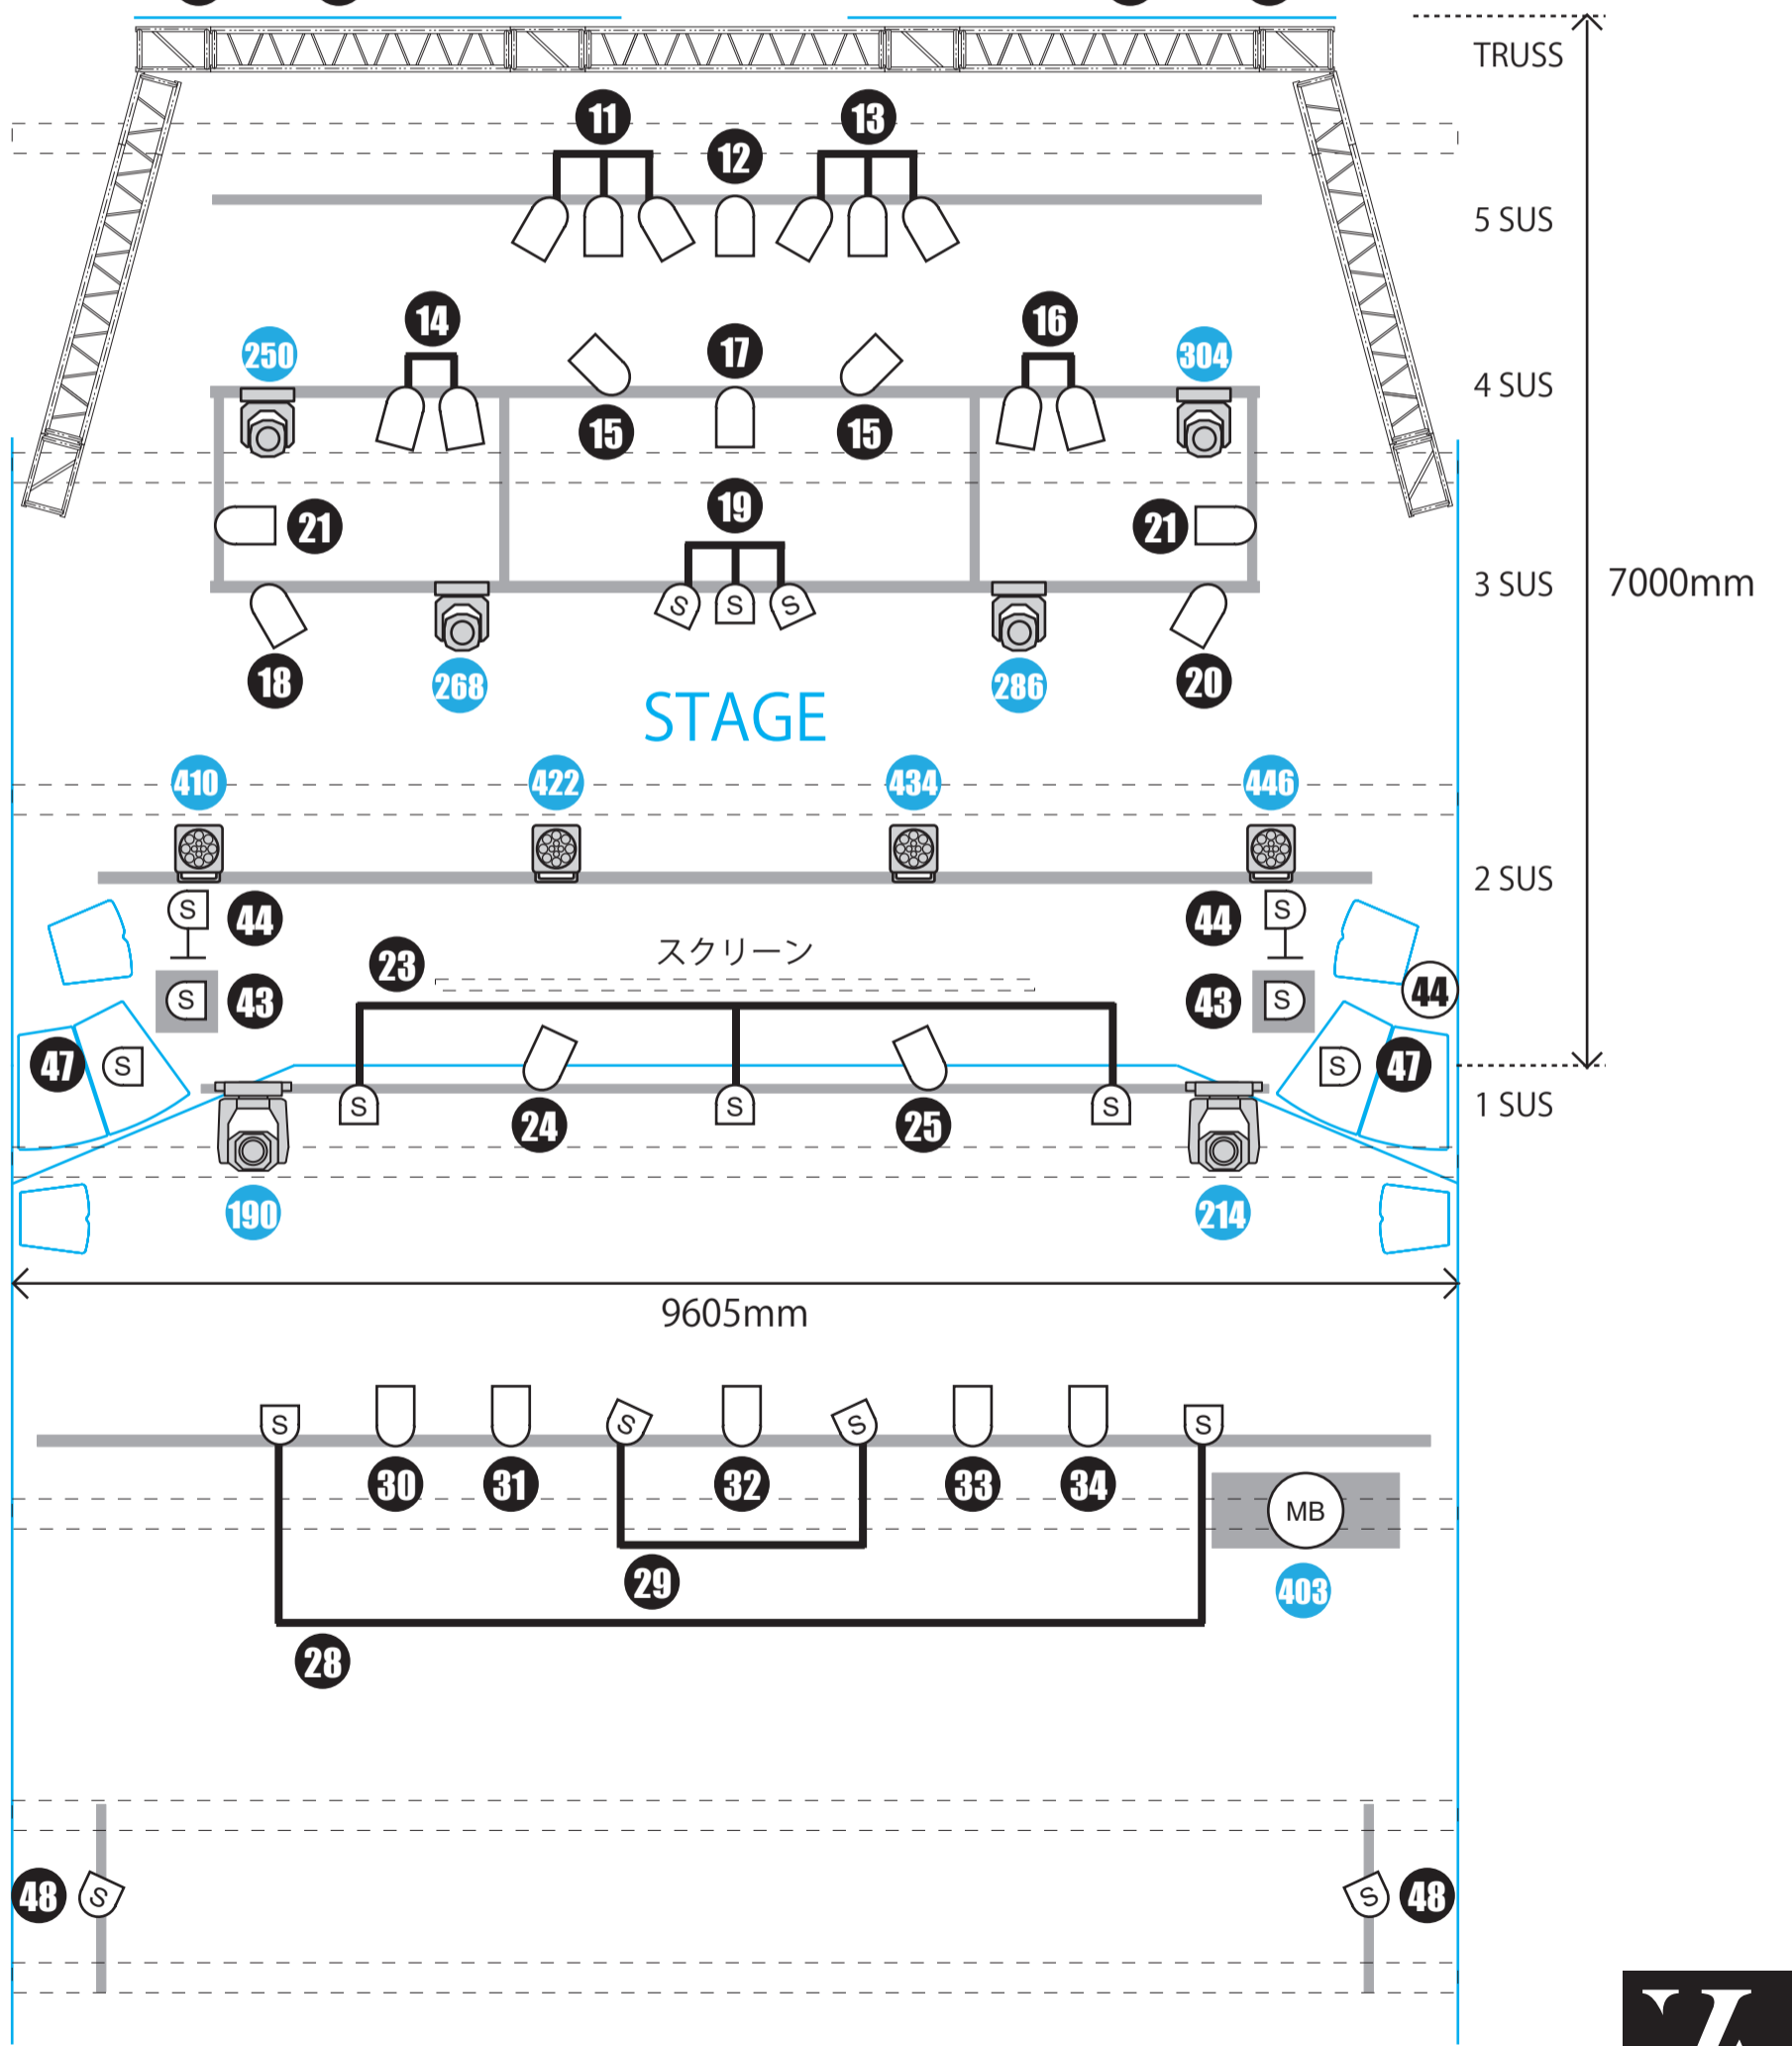 TRUSS
11
13
12
5 SUS
14
16
250
17
304
4 SUS
15
15
19
21
21
3 SUS
7000mm
S
S
S
18
268
286
20
STAGE
410
422
434
446
2 SUS
S
44
44
S
23
スクリーン
44
S
43
43
S
47
S
S
47
S
S
S
1 SUS
24
25
190
214
9605mm
S
S
S
S
30
31
32
33
34
MB
29
403
28
48
S
S
48